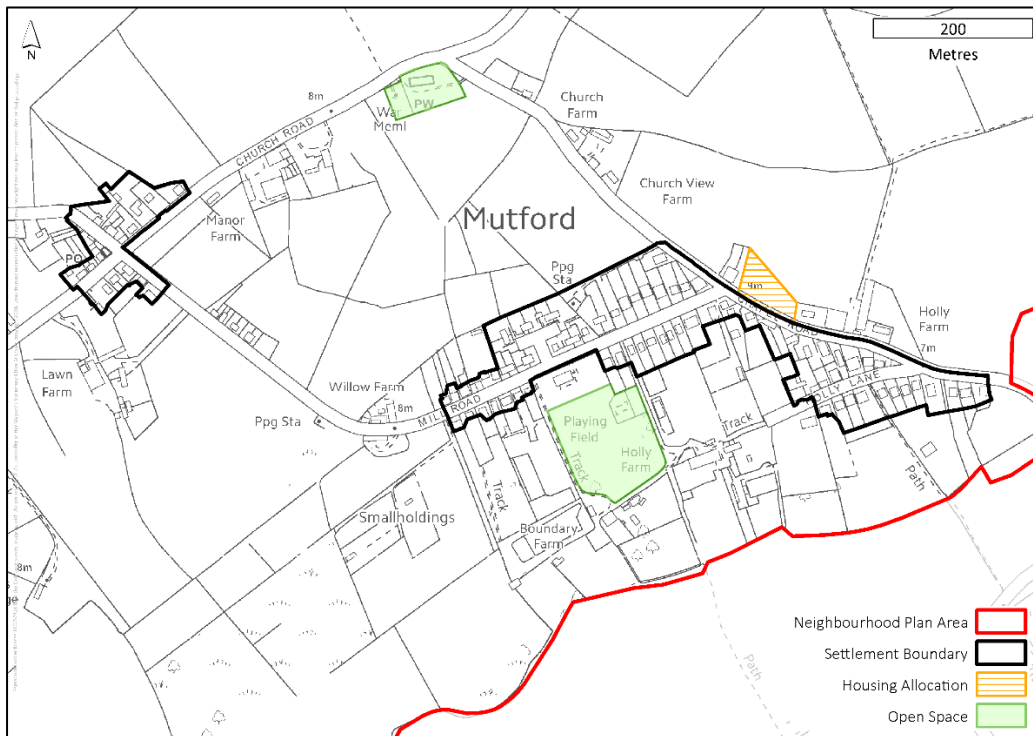 N
200
Metres
8m
PW
War
Meml
CHURCH ROAD
Church
Farm
Church View
Farm
Manor
Farm
Mutford
PO
Ppg
Sta
9m
ROAD
Holly
Farm
7m
Lawn
Farm
Willow Farm
8m
Ppg Sta
MILL ROAD
HOLLY LANE
Playing
Field
Track
Holly
Farm
Track
Track
Path
Smallholdings
Boundary
Farm
8m
Path
Neighbourhood Plan Area
Settlement Boundary
Housing Allocation
Open Space